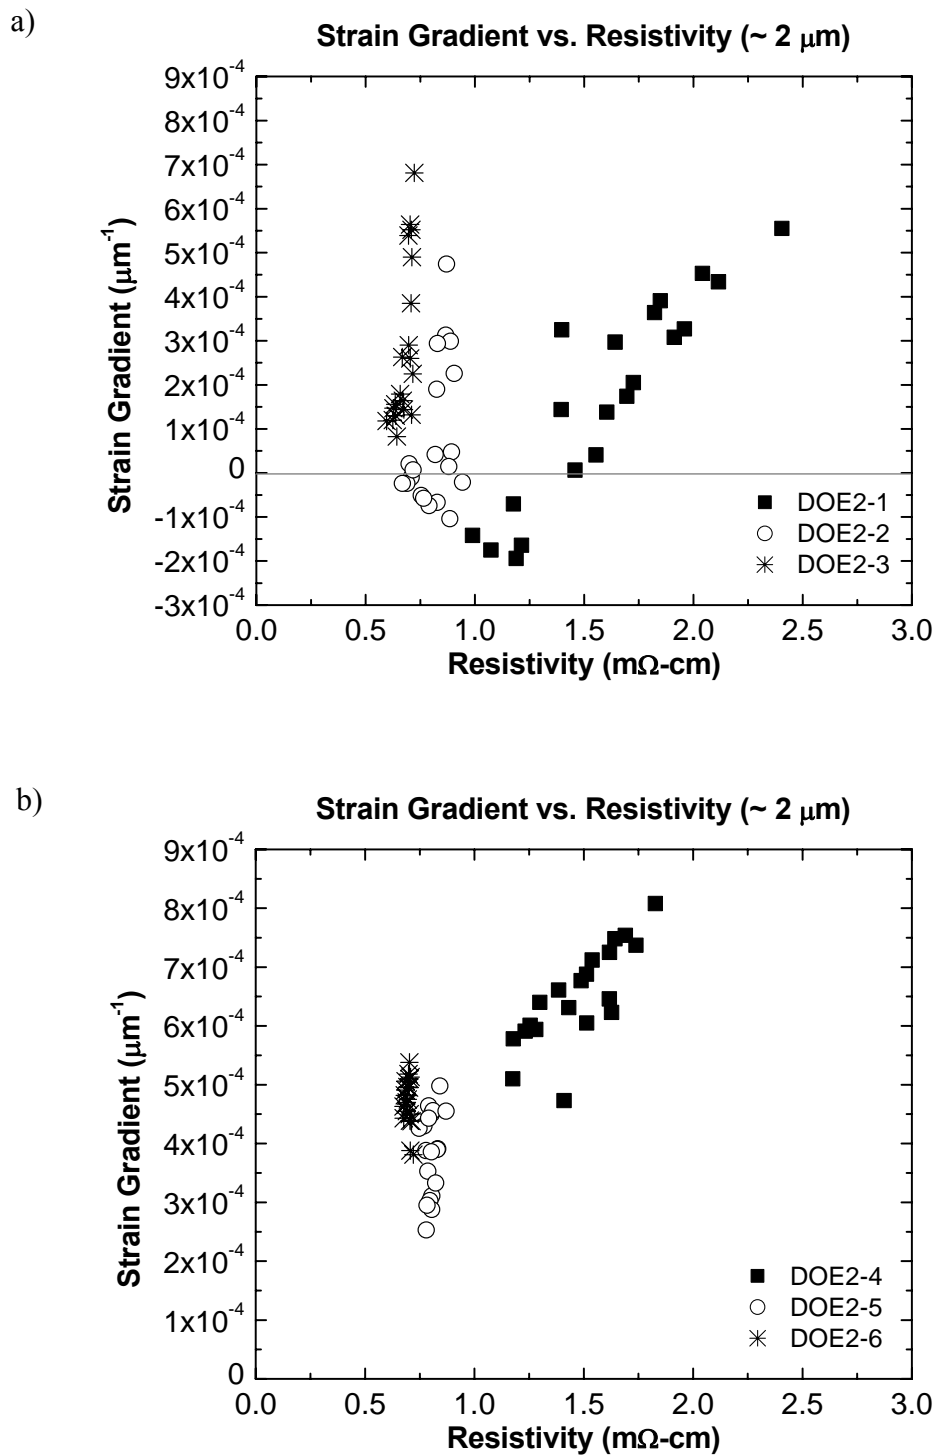 a)
Strain Gradient vs. Resistivity (~ 2 μm)
9x10⁻⁴
8x10⁻⁴
7x10⁻⁴
6x10⁻⁴
5x10⁻⁴
4x10⁻⁴
3x10⁻⁴
2x10⁻⁴
1x10⁻⁴
0
-1x10⁻⁴
-2x10⁻⁴
-3x10⁻⁴
Strain Gradient (μm⁻¹)
DOE2-1
DOE2-2
DOE2-3
0.0 0.5 1.0 1.5 2.0 2.5 3.0
Resistivity (mΩ-cm)
b)
Strain Gradient vs. Resistivity (~ 2 μm)
9x10⁻⁴
8x10⁻⁴
7x10⁻⁴
6x10⁻⁴
5x10⁻⁴
4x10⁻⁴
3x10⁻⁴
2x10⁻⁴
1x10⁻⁴
0
Strain Gradient (μm⁻¹)
DOE2-4
DOE2-5
DOE2-6
0.0 0.5 1.0 1.5 2.0 2.5 3.0
Resistivity (mΩ-cm)